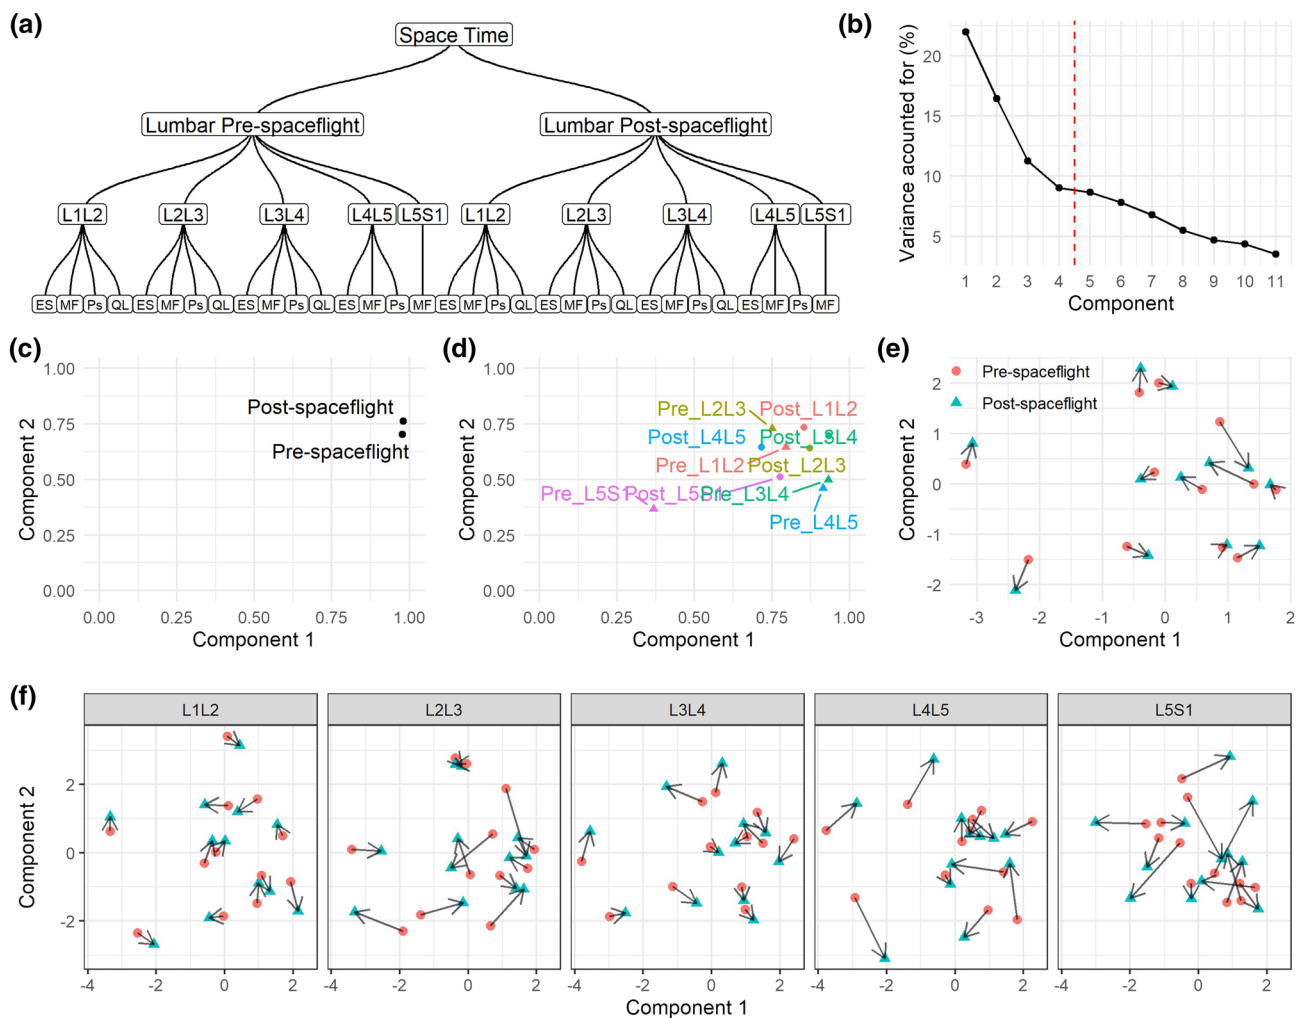 (a)
Space Time
Lumbar Pre-spaceflight
Lumbar Post-spaceflight
L1L2 L2L3 L3L4 L4L5 L5S1 L1L2 L2L3 L3L4 L4L5 L5S1
ES MF Ps QL ES MF Ps QL ES MF Ps QL ES MF Ps MF ES MF Ps QL ES MF Ps QL ES MF Ps QL ES MF Ps MF
(b)
Variance acounted for (%)
20
15
10
5
1 2 3 4 5 6 7 8 9 10 11
Component
(c)
Component 2
1.00
0.75
0.50
0.25
0.00
Post-spaceflight
Pre-spaceflight
0.00 0.25 0.50 0.75 1.00
Component 1
(d)
Component 2
1.00
0.75
0.50
0.25
0.00
Pre_L2L3
Post_L1L2
Post_L4L5
Post_L3L4
Pre_L1L2
Post_L2L3
Pre_L5S1
Post_L5S1
Pre_L3L4
Pre_L4L5
0.00 0.25 0.50 0.75 1.00
Component 1
(e)
Component 2
2
1
0
-1
-2
Pre-spaceflight
Post-spaceflight
-3 -2 -1 0 1 2
Component 1
(f)
L1L2 L2L3 L3L4 L4L5 L5S1
Component 2
2
0
-2
-4 -2 0 2 -4 -2 0 2 -4 -2 0 2 -4 -2 0 2 -4 -2 0 2
Component 1